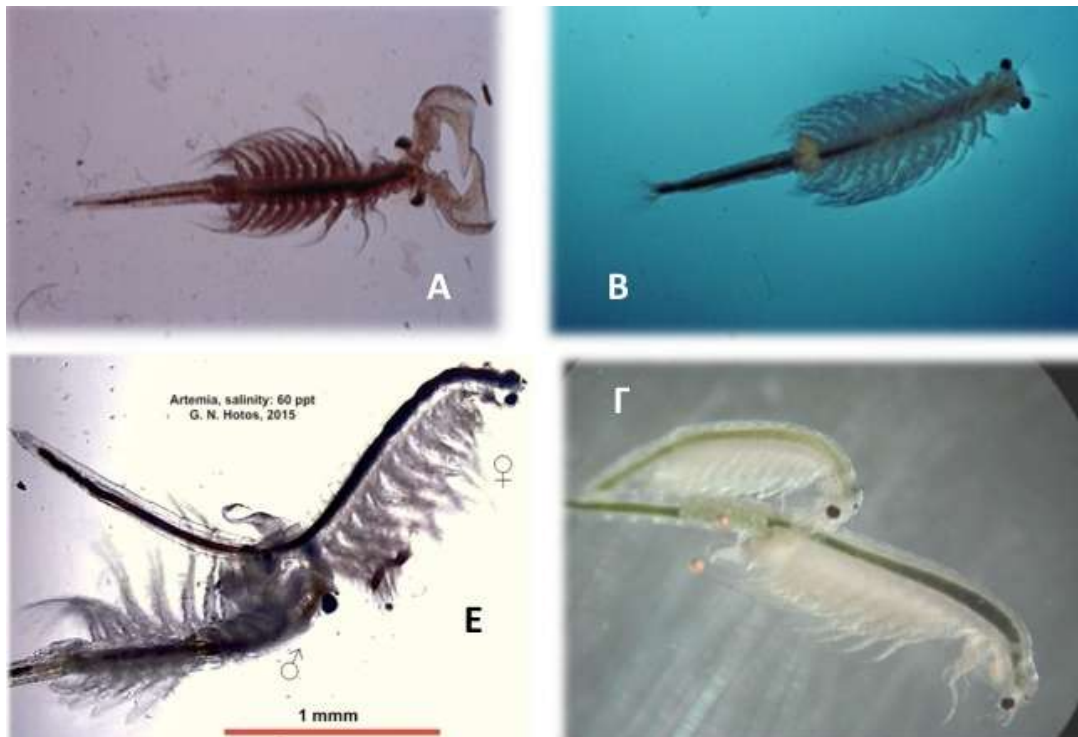 A
B
Artemia, salinity: 60 ppt
G. N. Hotos, 2015
♀
E
♂
1 mmm
Γ